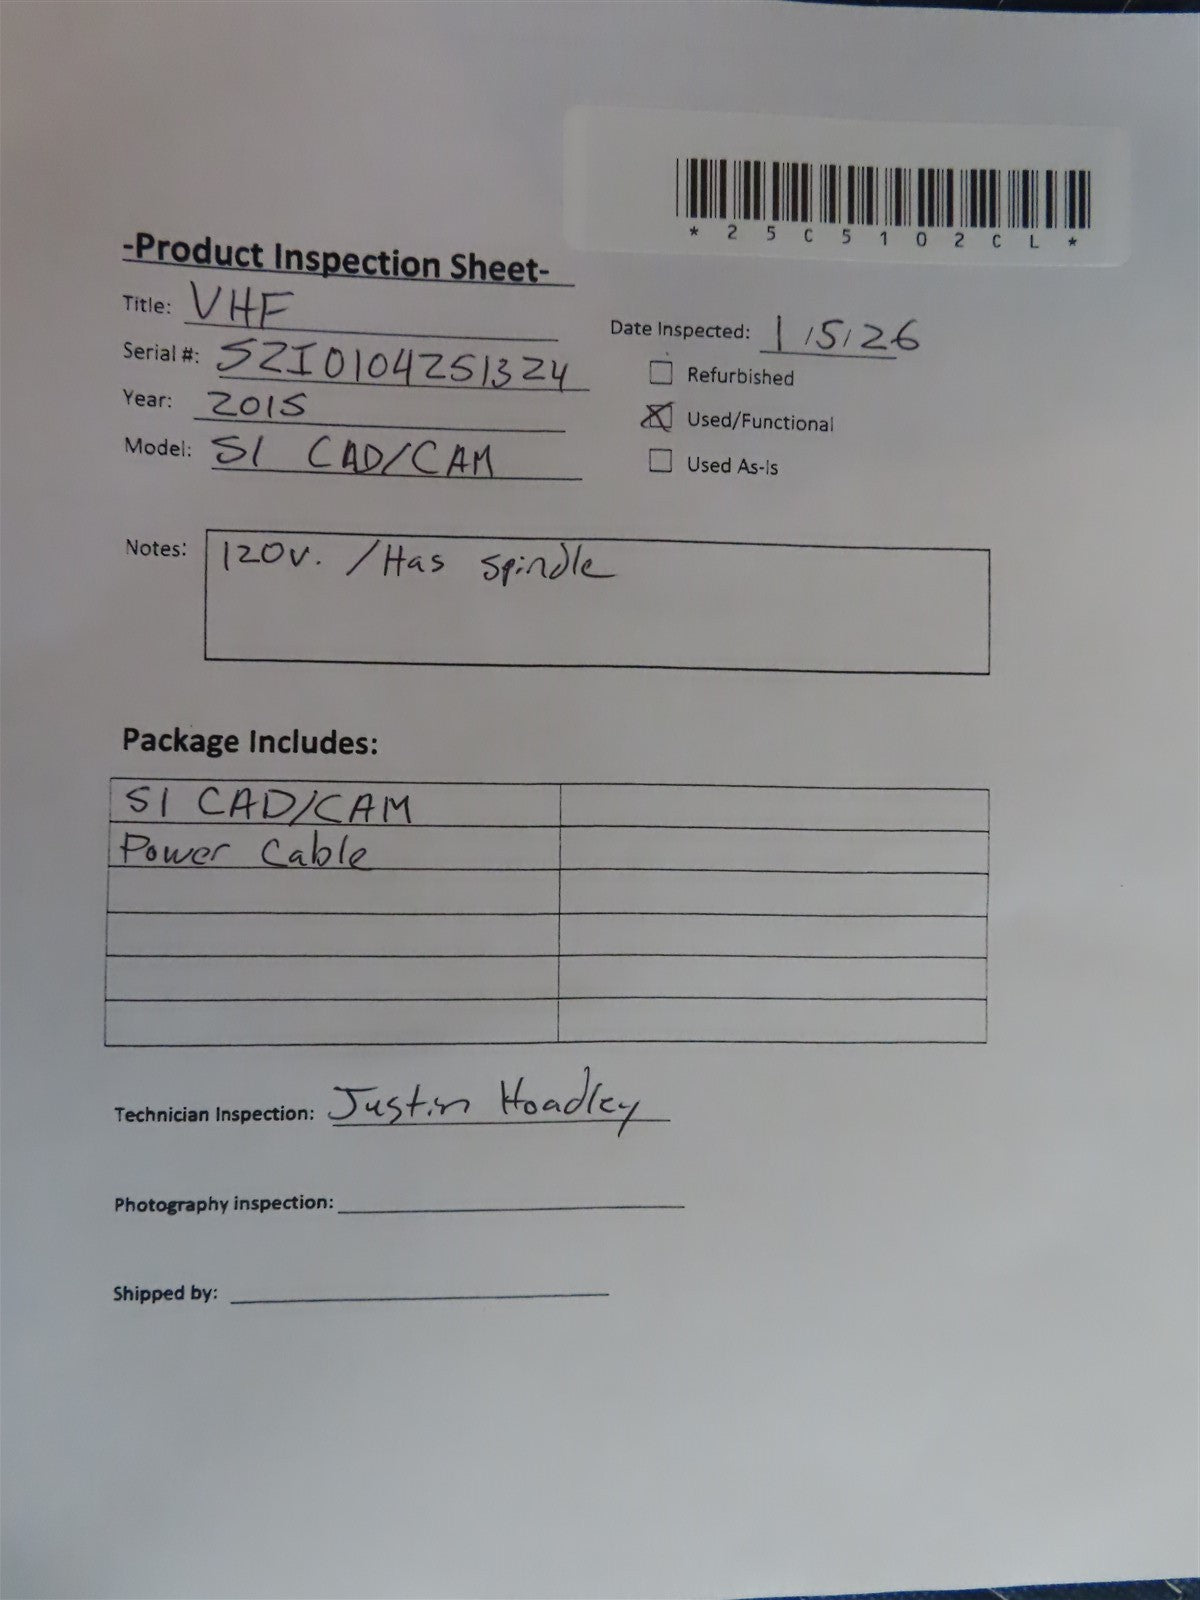 * 2 5 C 5 1 0 2 C L *
-Product Inspection Sheet-
Title: VHF
Date Inspected: 1/5/26
Serial #: SZI0104251324
Refurbished
Year: 2015
Used/Functional
Model: S1 CAD/CAM
Used As-Is
Notes: 120v. /Has spindle
Package Includes:
S1 CAD/CAM
Power Cable
Technician Inspection: Justin Hoadley
Photography inspection:
Shipped by: